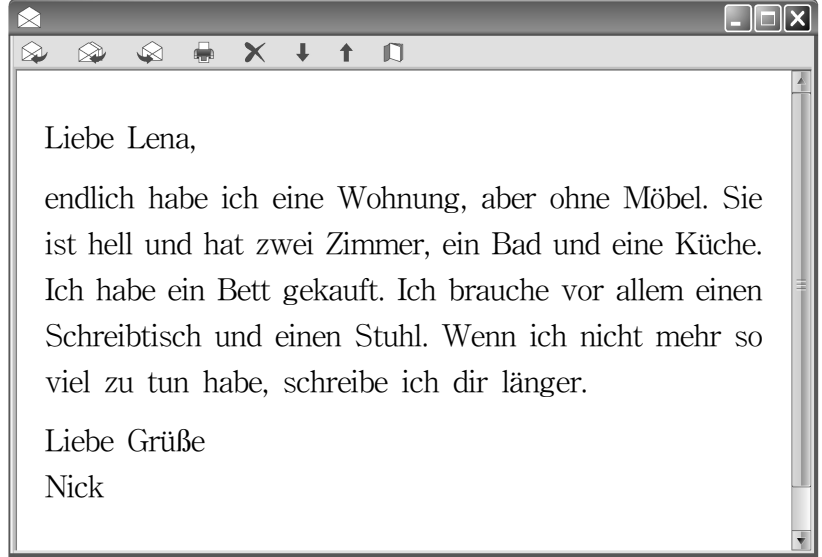 Liebe Lena,
endlich habe ich eine Wohnung, aber ohne Möbel. Sie
ist hell und hat zwei Zimmer, ein Bad und eine Küche.
Ich habe ein Bett gekauft. Ich brauche vor allem einen
Schreibtisch und einen Stuhl. Wenn ich nicht mehr so
viel zu tun habe, schreibe ich dir länger.
Liebe Grüße
Nick